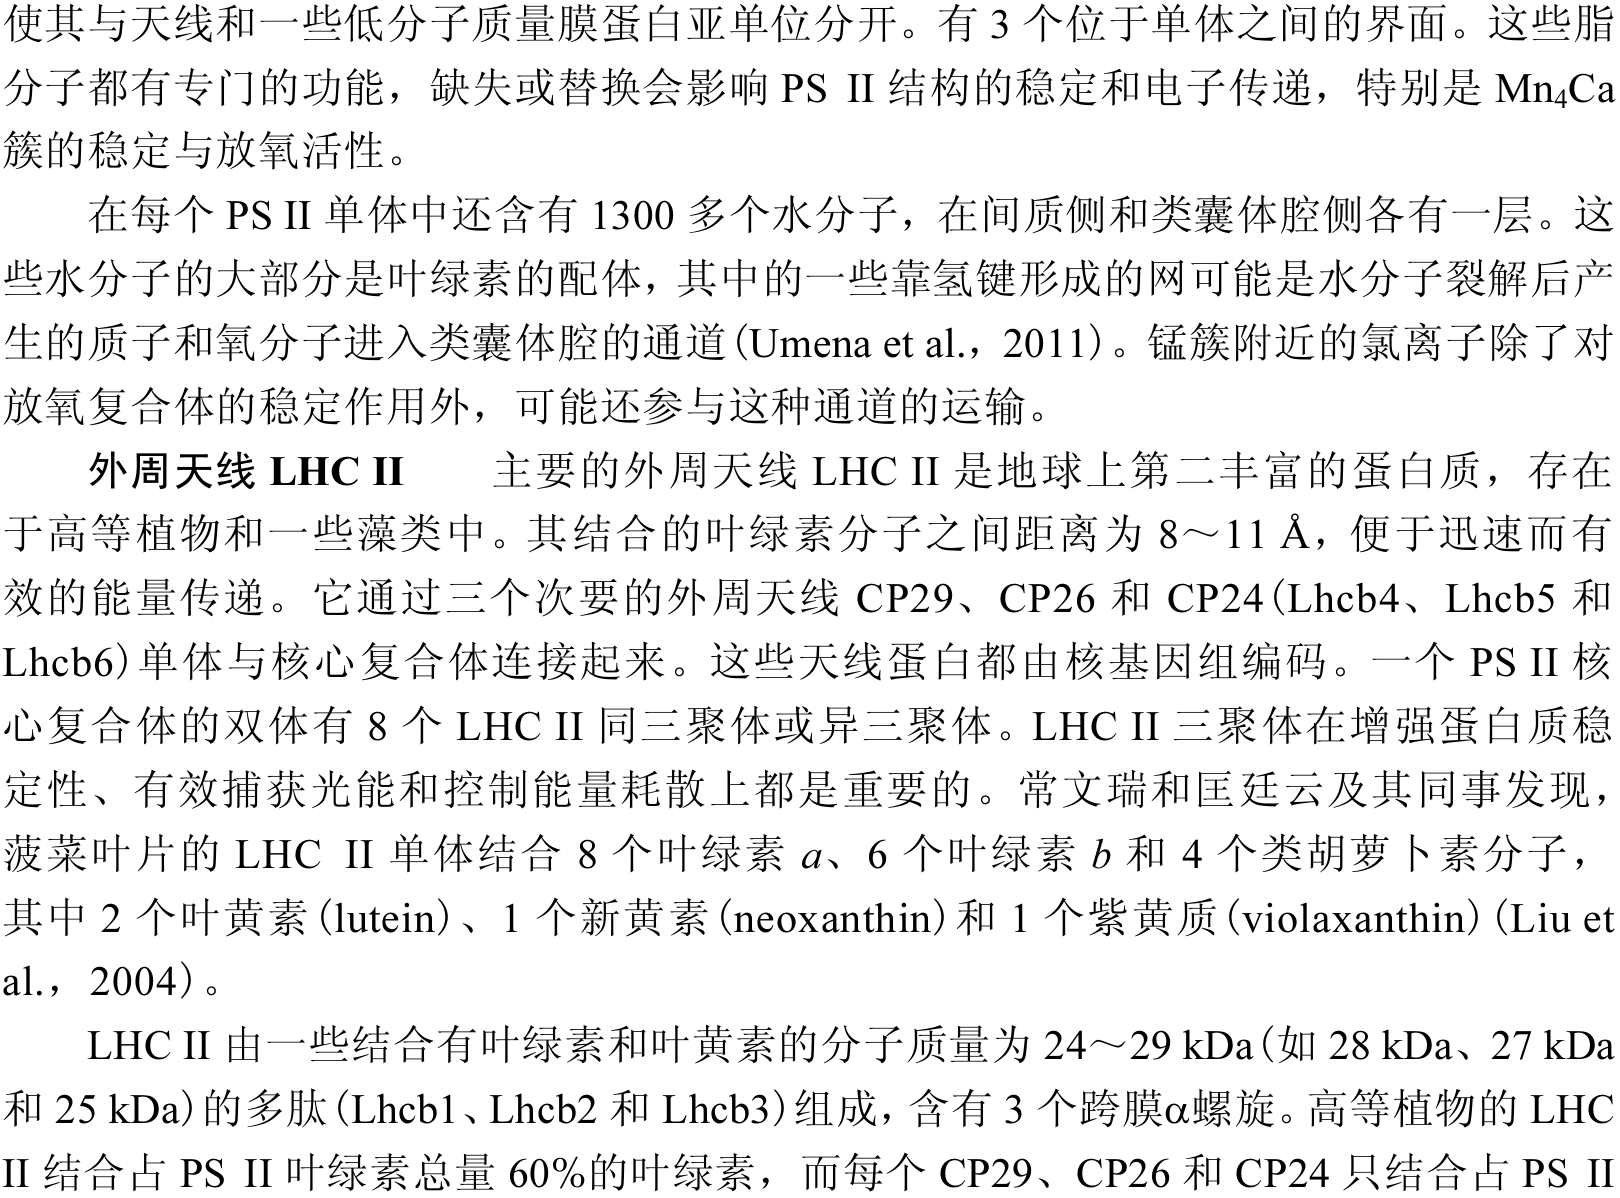 使其与天线和一些低分子质量膜蛋白亚单位分开。有 3 个位于单体之间的界面。这些脂
分子都有专门的功能，缺失或替换会影响 PS II 结构的稳定和电子传递，特别是 Mn₄Ca
簇的稳定与放氧活性。
在每个 PS II 单体中还含有 1300 多个水分子，在间质侧和类囊体腔侧各有一层。这
些水分子的大部分是叶绿素的配体，其中的一些靠氢键形成的网可能是水分子裂解后产
生的质子和氧分子进入类囊体腔的通道(Umena et al.，2011)。锰簇附近的氯离子除了对
放氧复合体的稳定作用外，可能还参与这种通道的运输。
外周天线 LHC II 主要的外周天线 LHC II 是地球上第二丰富的蛋白质，存在
于高等植物和一些藻类中。其结合的叶绿素分子之间距离为 8～11 Å，便于迅速而有
效的能量传递。它通过三个次要的外周天线 CP29、CP26 和 CP24(Lhcb4、Lhcb5 和
Lhcb6)单体与核心复合体连接起来。这些天线蛋白都由核基因组编码。一个 PS II 核
心复合体的双体有 8 个 LHC II 同三聚体或异三聚体。LHC II 三聚体在增强蛋白质稳
定性、有效捕获光能和控制能量耗散上都是重要的。常文瑞和匡廷云及其同事发现，
菠菜叶片的 LHC II 单体结合 8 个叶绿素 a、6 个叶绿素 b 和 4 个类胡萝卜素分子，
其中 2 个叶黄素(lutein)、1 个新黄素(neoxanthin)和 1 个紫黄质(violaxanthin)(Liu et
al.，2004)。
LHC II 由一些结合有叶绿素和叶黄素的分子质量为 24～29 kDa(如 28 kDa、27 kDa
和 25 kDa)的多肽(Lhcb1、Lhcb2 和 Lhcb3)组成，含有 3 个跨膜α螺旋。高等植物的 LHC
II 结合占 PS II 叶绿素总量 60%的叶绿素，而每个 CP29、CP26 和 CP24 只结合占 PS II